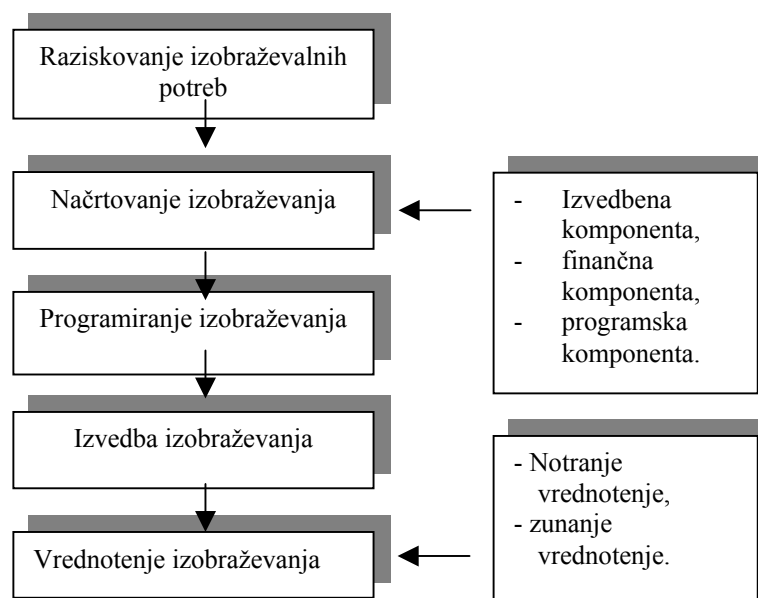 Raziskovanje izobraževalnih
potreb
Načrtovanje izobraževanja
- Izvedbena
komponenta,
- finančna
komponenta,
- programska
komponenta.
Programiranje izobraževanja
Izvedba izobraževanja
- Notranje
vrednotenje,
- zunanje
vrednotenje.
Vrednotenje izobraževanja